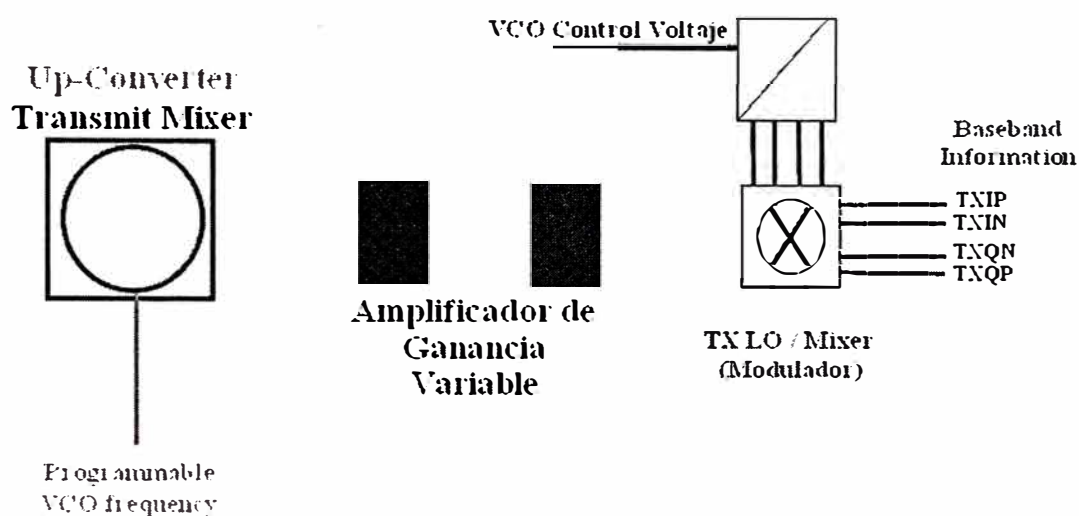 VCO Control Voltaje
Up-Converter
Transmit Mixer
Baseband
Information
TXIP
TXIN
TXQN
TXQP
Amplificador de
Ganancia
Variable
TX LO / Mixer
(Modulador)
Programmable
VCO frequency